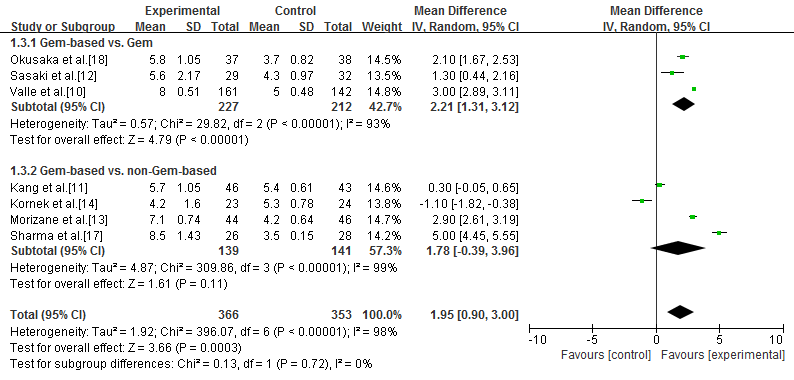 Experimental Control Mean Difference Mean Difference
Study or Subgroup Mean SD Total Mean SD Total Weight IV, Random, 95% CI IV, Random, 95% CI
1.3.1 Gem-based vs. Gem
Okusaka et al.[18] 5.8 1.05 37 3.7 0.82 38 14.5% 2.10 [1.67, 2.53]
Sasaki et al.[12] 5.6 2.17 29 4.3 0.97 32 13.5% 1.30 [0.44, 2.16]
Valle et al.[10] 8 0.51 161 5 0.48 142 14.8% 3.00 [2.89, 3.11]
Subtotal (95% CI) 227 212 42.7% 2.21 [1.31, 3.12]
Heterogeneity: Tau² = 0.57; Chi² = 29.82, df = 2 (P < 0.00001); I² = 93%
Test for overall effect: Z = 4.79 (P < 0.00001)
1.3.2 Gem-based vs. non-Gem-based
Kang et al.[11] 5.7 1.05 46 5.4 0.61 43 14.6% 0.30 [-0.05, 0.65]
Kornek et al.[14] 4.2 1.6 23 5.3 0.78 24 13.9% -1.10 [-1.82, -0.38]
Morizane et al.[13] 7.1 0.74 44 4.2 0.64 46 14.6% 2.90 [2.61, 3.19]
Sharma et al.[17] 8.5 1.43 26 3.5 0.15 28 14.2% 5.00 [4.45, 5.55]
Subtotal (95% CI) 139 141 57.3% 1.78 [-0.39, 3.96]
Heterogeneity: Tau² = 4.87; Chi² = 309.86, df = 3 (P < 0.00001); I² = 99%
Test for overall effect: Z = 1.61 (P = 0.11)
Total (95% CI) 366 353 100.0% 1.95 [0.90, 3.00]
Heterogeneity: Tau² = 1.92; Chi² = 396.07, df = 6 (P < 0.00001); I² = 98%
Test for overall effect: Z = 3.66 (P = 0.0003)
Test for subgroup differences: Chi² = 0.13, df = 1 (P = 0.72), I² = 0%
-10 -5 0 5 10
Favours [control] Favours [experimental]